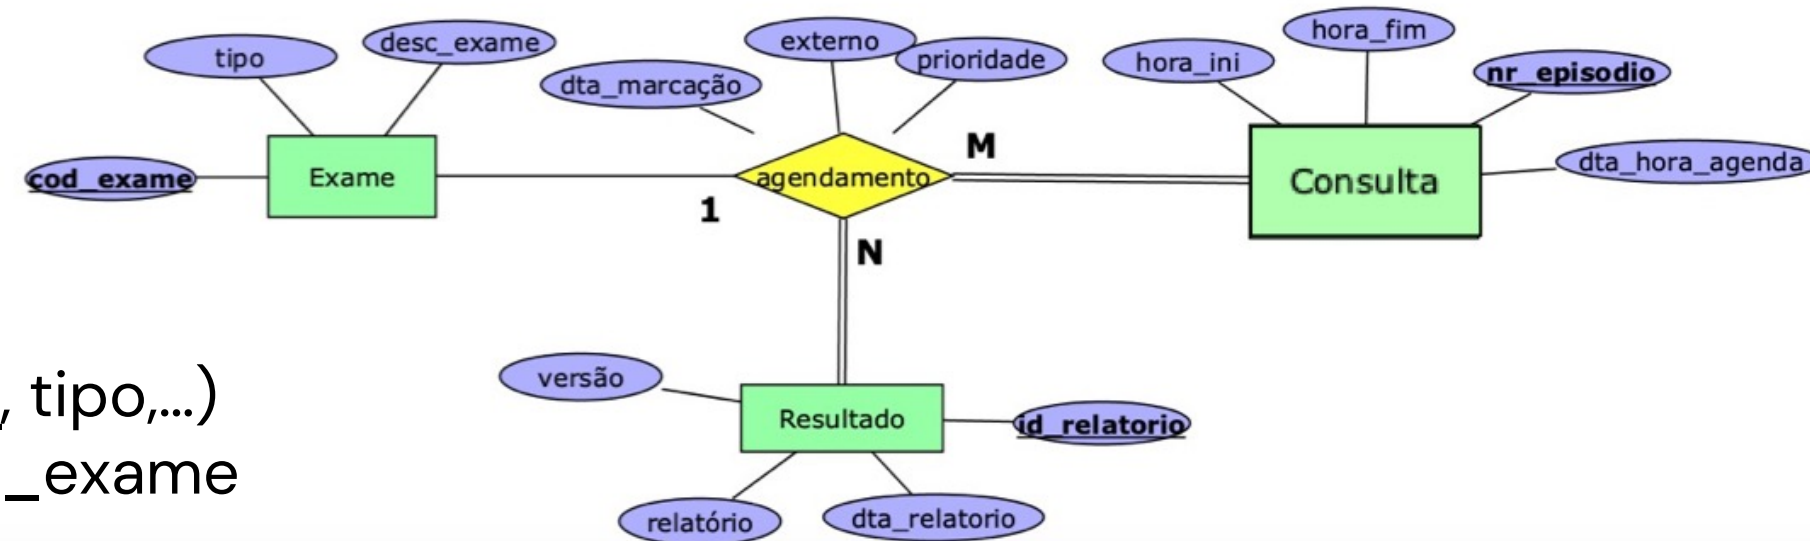 tipo
desc_exame
externo
prioridade
dta_marcação
hora_ini
hora_fim
nr_episodio
dta_hora_agenda
cod_exame
Exame
1
agendamento
M
Consulta
N
versão
Resultado
id_relatorio
relatório
dta_relatorio
, tipo,...)
_exame